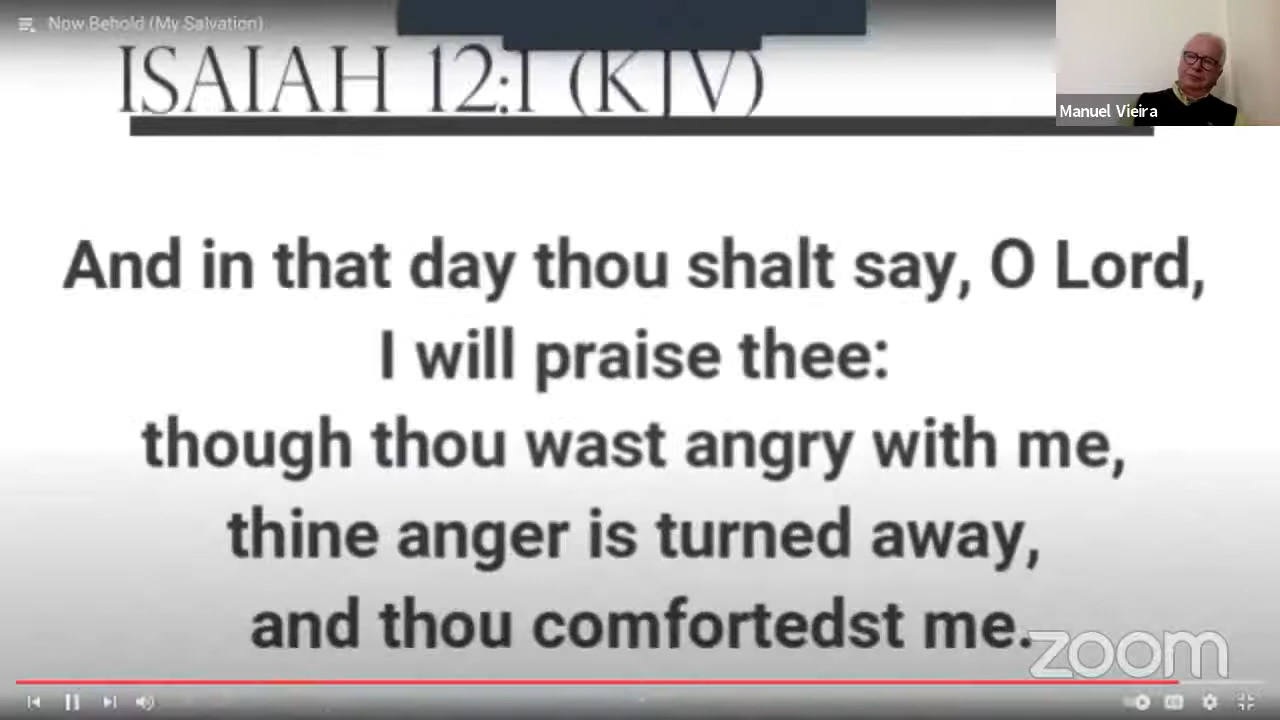 Now Behold (My Salvation)
ISAIAH 12:1 (KJV)
Manuel Vieira
And in that day thou shalt say, O Lord,
I will praise thee:
though thou wast angry with me,
thine anger is turned away,
and thou comfortedst me.
zoom